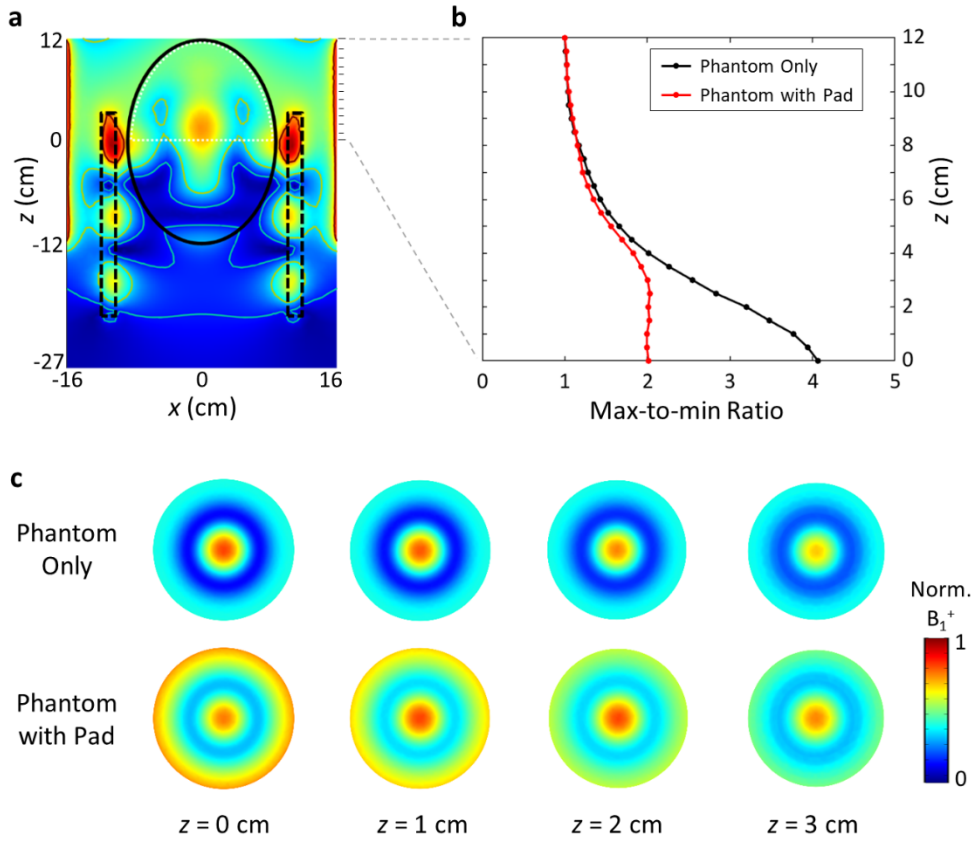 a
12
0
-12
-27
-16
0
16
z (cm)
x (cm)
b
Phantom Only
Phantom with Pad
12
10
8
6
4
2
0
z (cm)
0
1
2
3
4
5
Max-to-min Ratio
c
Phantom
Only
Phantom
with Pad
Norm.
B₁⁺
1
0
z = 0 cm
z = 1 cm
z = 2 cm
z = 3 cm